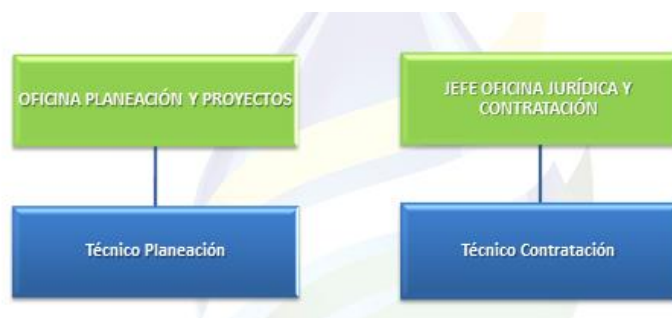 OFICINA PLANEACIÓN Y PROYECTOS
JEFE OFICINA JURÍDICA Y
CONTRATACIÓN
Técnico Planeación
Técnico Contratación